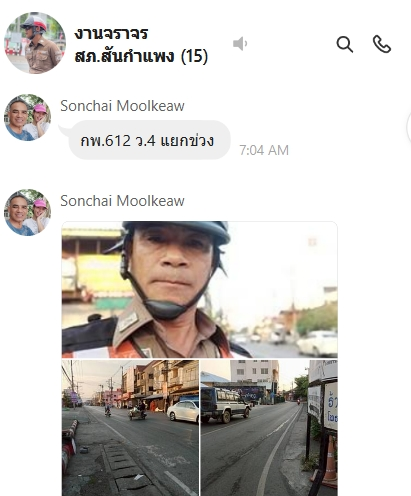 งานจราจร
สภ.สันกำแพง (15)
Sonchai Moolkeaw
กพ.612 ว.4 แยกข่วง
7:04 AM
Sonchai Moolkeaw